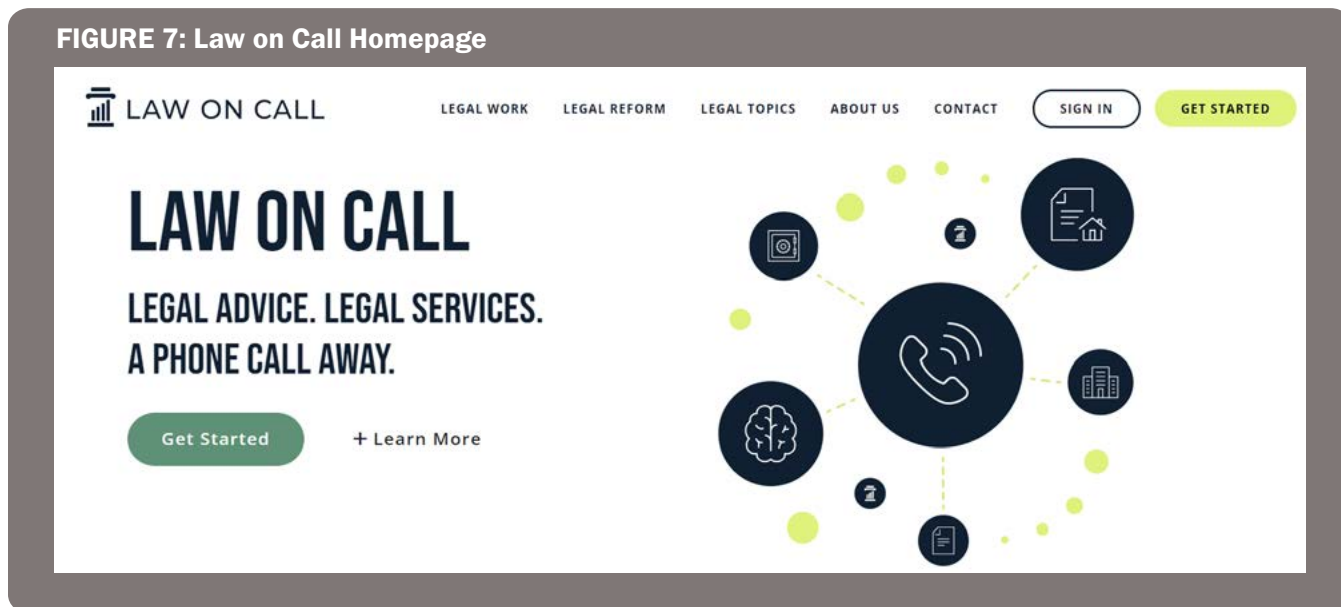 FIGURE 7: Law on Call Homepage
LAW ON CALL LEGAL WORK LEGAL REFORM LEGAL TOPICS ABOUT US CONTACT SIGN IN GET STARTED
LAW ON CALL
LEGAL ADVICE. LEGAL SERVICES.
A PHONE CALL AWAY.
Get Started + Learn More